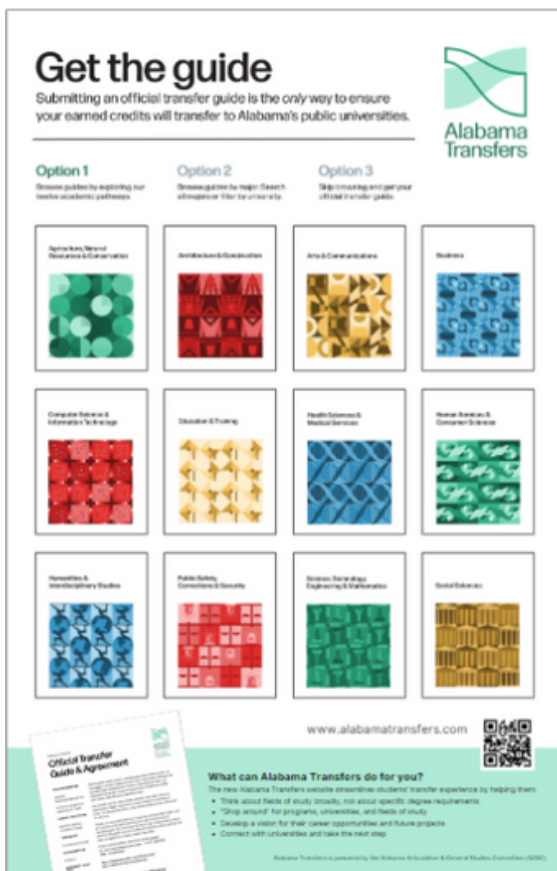 Get the guide
Submitting an official transfer guide is the only way to ensure
your earned credits will transfer to Alabama's public universities.
Alabama
Transfers
Option 1
Browse guides by exploring our
twelve academic pathways
Option 2
Browse guides by major. Search
all majors or filter by university.
Option 3
Skip browsing and get your
official transfer guide.
Agriculture, Natural
Resources & Conservation
Architecture & Construction
Arts & Communications
Business
Computer Science &
Information Technology
Education & Training
Health Sciences &
Medical Services
Human Services &
Consumer Sciences
Humanities &
Interdisciplinary Studies
Public Safety,
Corrections & Security
Science, Technology,
Engineering & Mathematics
Social Sciences
www.alabamatransfers.com
Official Transfer
Guide & Agreement
What can Alabama Transfers do for you?
The new Alabama Transfers website streamlines students' transfer experience by helping them:
• Think about fields of study broadly, not about specific degree requirements
• "Shop around" for programs, universities, and fields of study
• Develop a vision for their career opportunities and future projects
• Connect with universities and take the next step
Alabama Transfers is powered by the Alabama Articulation & General Studies Committee (AGSC)